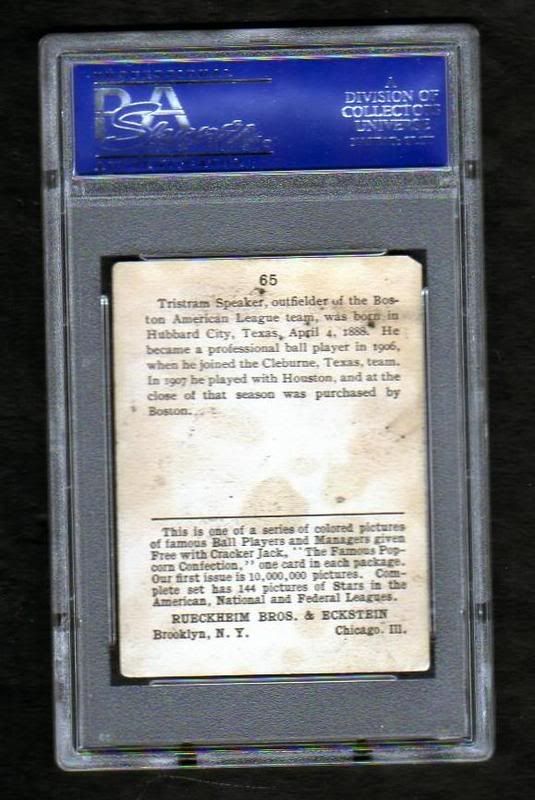 PSA
A
DIVISION OF
COLLECTORS
UNIVERSE
65
Tristram Speaker, outfielder of the Bos-
ton American League team, was born in
Hubbard City, Texas, April 4, 1888. He
became a professional ball player in 1906,
when he joined the Cleburne, Texas, team.
In 1907 he played with Houston, and at the
close of that season was purchased by
Boston.
This is one of a series of colored pictures
of famous Ball Players and Managers given
Free with Cracker Jack, "The Famous Pop-
corn Confection," one card in each package.
Our first issue is 10,000,000 pictures. Com-
plete set has 144 pictures of Stars in the
American, National and Federal Leagues.
RUECKHEIM BROS. & ECKSTEIN
Brooklyn, N. Y. Chicago. Ill.